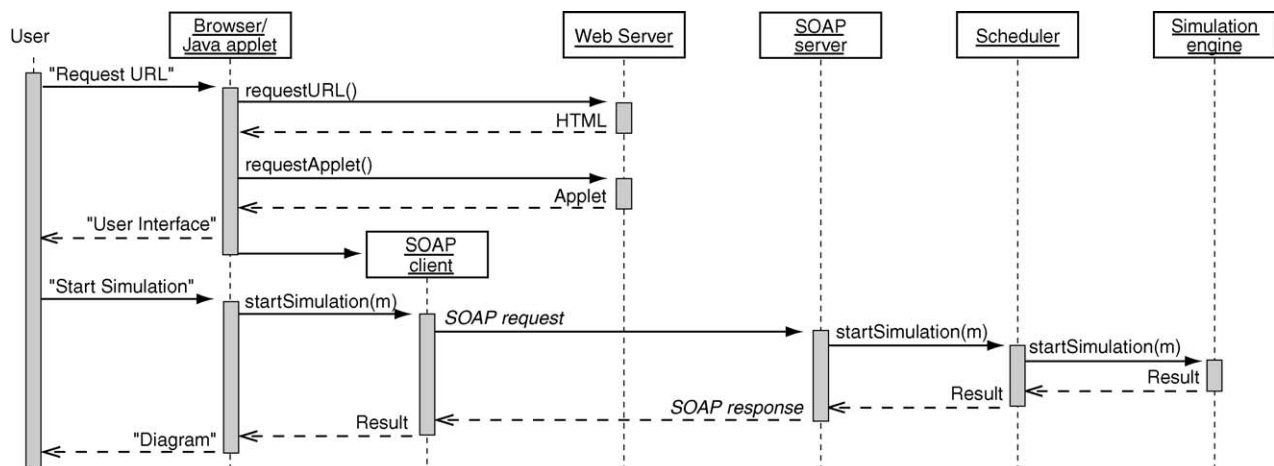 User
Browser/
Java applet
Web Server
SOAP
server
Scheduler
Simulation
engine
"Request URL"
requestURL()
HTML
requestApplet()
Applet
"User Interface"
SOAP
client
"Start Simulation"
startSimulation(m)
SOAP request
startSimulation(m)
startSimulation(m)
Result
Result
SOAP response
Result
"Diagram"